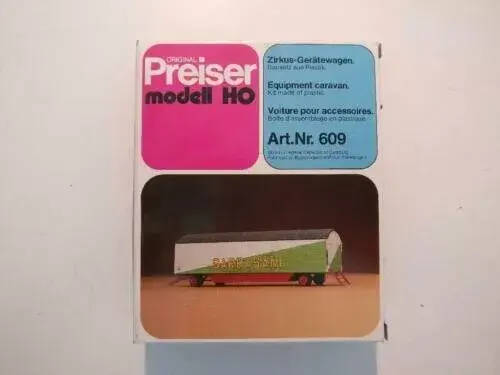 ORIGINAL
Preiser
modell HO
Zirkus-Gerätewagen.
Bausatz aus Plastik.
Equipment caravan.
Kit made of plastic.
Voiture pour accessoires.
Boîte d'assemblage en plastique.
Art.Nr. 609
SARRASANI